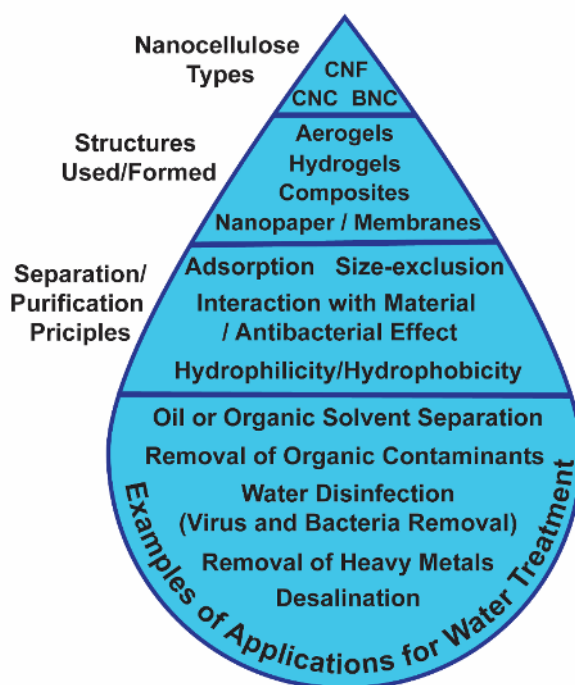 Nanocellulose
Types
CNF
CNC BNC
Structures
Used/Formed
Aerogels
Hydrogels
Composites
Nanopaper / Membranes
Separation/
Purification
Priciples
Adsorption Size-exclusion
Interaction with Material
/ Antibacterial Effect
Hydrophilicity/Hydrophobicity
Oil or Organic Solvent Separation
Removal of Organic Contaminants
Water Disinfection
(Virus and Bacteria Removal)
Removal of Heavy Metals
Desalination
Examples of Applications for Water Treatment